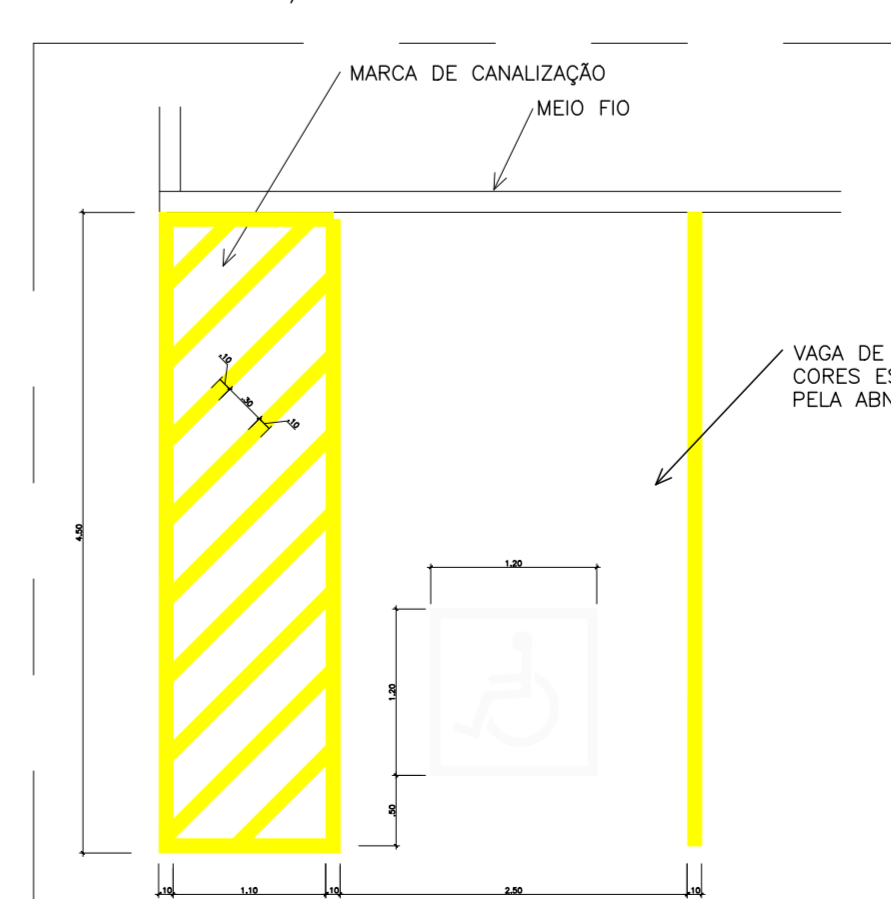 MARCA DE CANALIZAÇÃO
MEIO FIO
VAGA DE
CORES ES
PELA ABN
.10
.30
.10
4.50
1.20
1.20
.50
.10 1.10 .10 2.50 .10